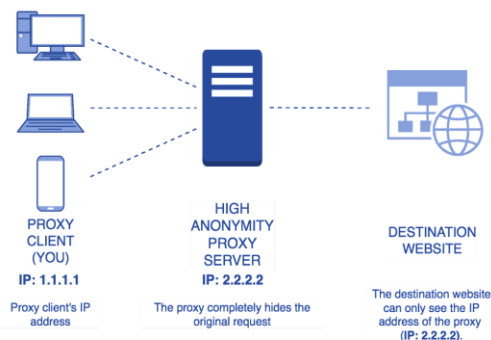 PROXY
CLIENT
(YOU)
IP: 1.1.1.1
Proxy client's IP
address
HIGH
ANONYMITY
PROXY
SERVER
IP: 2.2.2.2
The proxy completely hides the
original request
DESTINATION
WEBSITE
The destination website
can only see the IP
address of the proxy
(IP: 2.2.2.2).